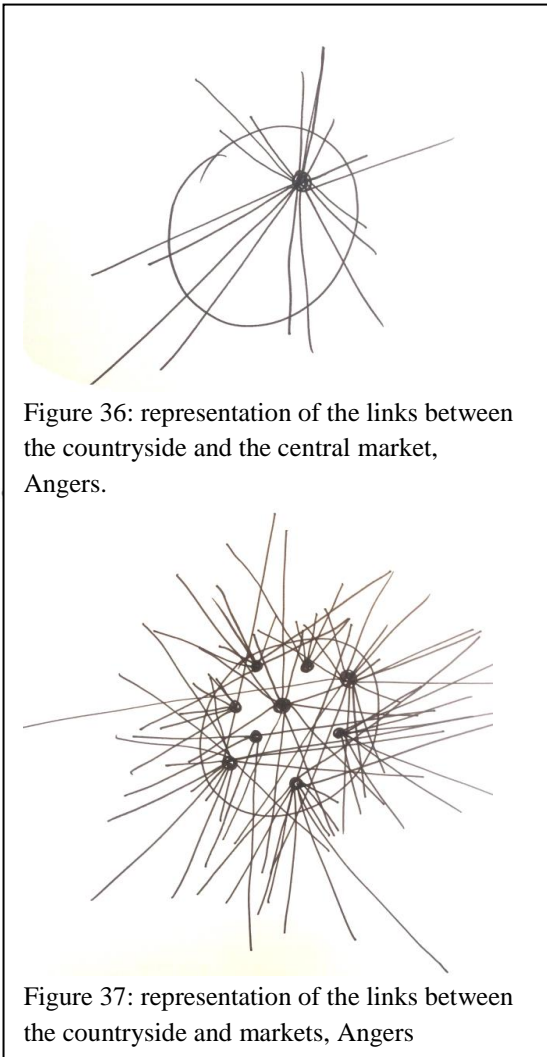 Figure 36: representation of the links between
the countryside and the central market,
Angers.
Figure 37: representation of the links between
the countryside and markets, Angers